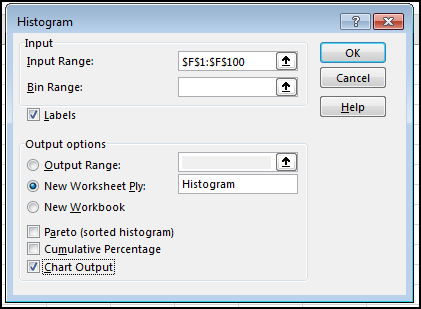 Histogram
?
Input
Input Range: $F$1:$F$100
Bin Range:
Labels
OK
Cancel
Help
Output options
Output Range:
New Worksheet Ply: Histogram
New Workbook
Pareto (sorted histogram)
Cumulative Percentage
Chart Output